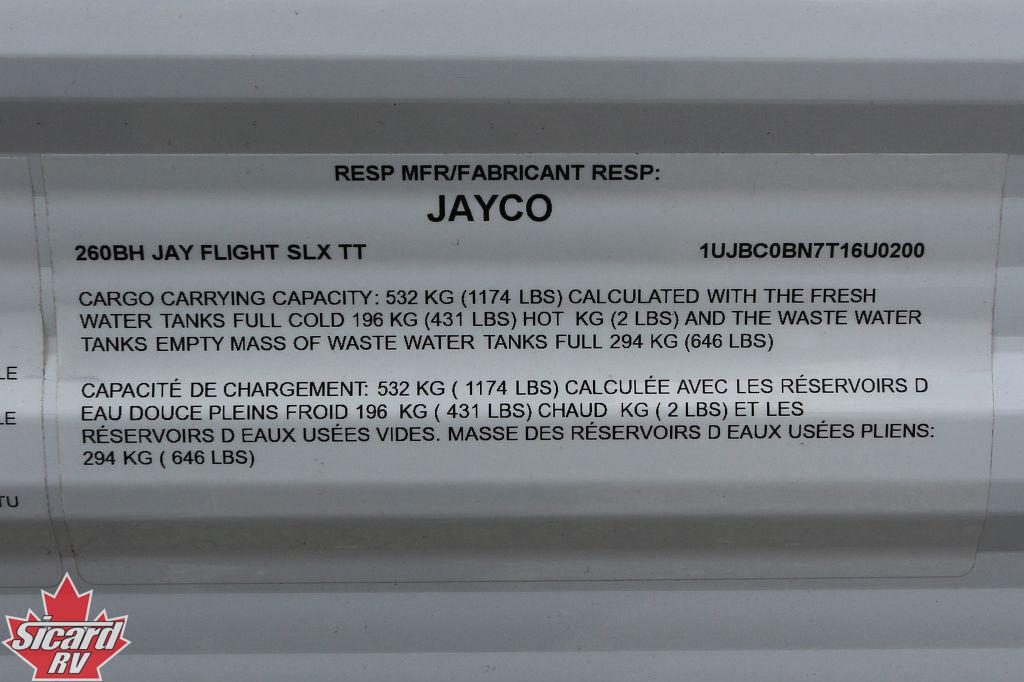 RESP MFR/FABRICANT RESP:
JAYCO
260BH JAY FLIGHT SLX TT 1UJBC0BN7T16U0200
CARGO CARRYING CAPACITY: 532 KG (1174 LBS) CALCULATED WITH THE FRESH
WATER TANKS FULL COLD 196 KG (431 LBS) HOT KG (2 LBS) AND THE WASTE WATER
TANKS EMPTY MASS OF WASTE WATER TANKS FULL 294 KG (646 LBS)
LE
CAPACITÉ DE CHARGEMENT: 532 KG ( 1174 LBS) CALCULÉE AVEC LES RÉSERVOIRS D
EAU DOUCE PLEINS FROID 196 KG ( 431 LBS) CHAUD KG ( 2 LBS) ET LES
LE
RÉSERVOIRS D EAUX USÉES VIDES. MASSE DES RÉSERVOIRS D EAUX USÉES PLIENS:
294 KG ( 646 LBS)
TU
Sicard
RV